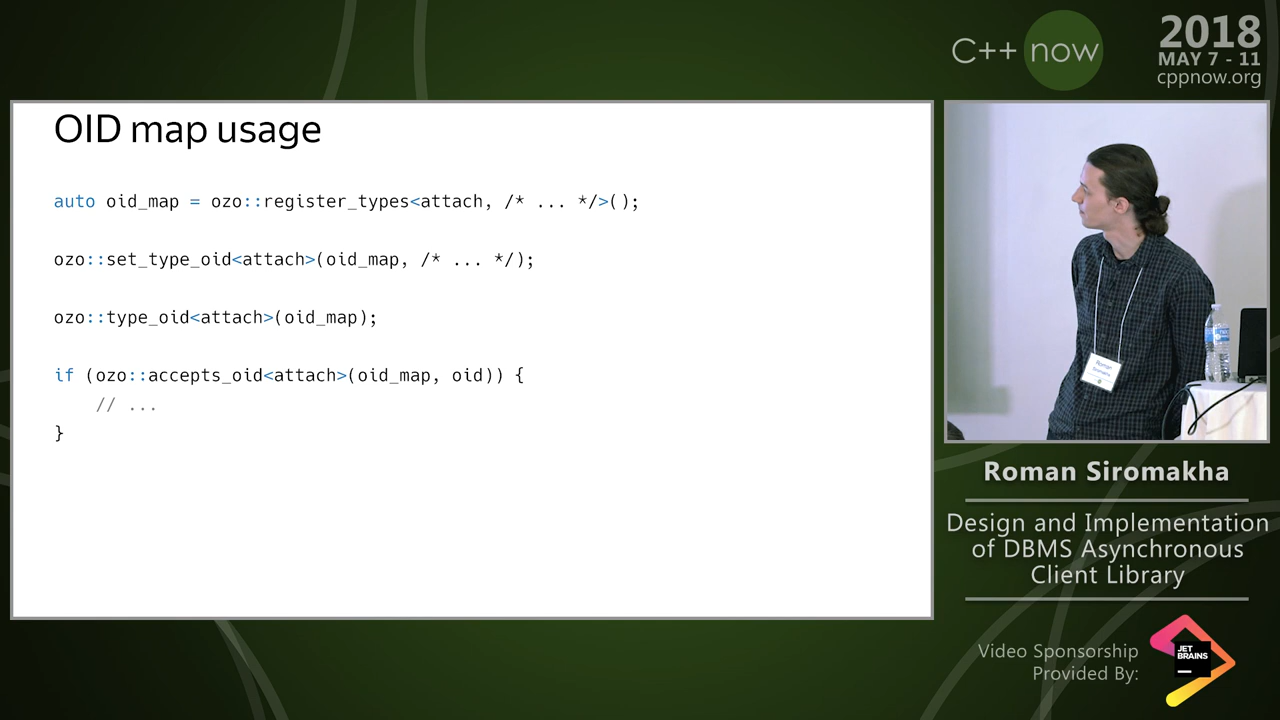 C++ now
2018
MAY 7 - 11
cppnow.org
OID map usage
auto oid_map = ozo::register_types<attach, /* ... */>();
ozo::set_type_oid<attach>(oid_map, /* ... */);
ozo::type_oid<attach>(oid_map);
if (ozo::accepts_oid<attach>(oid_map, oid)) {
// ...
}
Roman
Siromakha
Roman Siromakha
Design and Implementation
of DBMS Asynchronous
Client Library
Video Sponsorship
Provided By:
JET
BRAINS